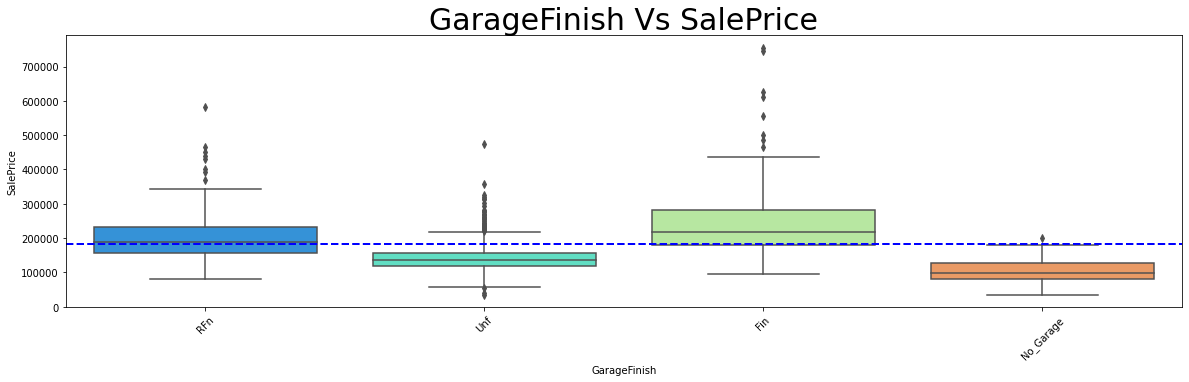 GarageFinish Vs SalePrice
SalePrice
700000
600000
500000
400000
300000
200000
100000
0
RFn
Unf
Fin
No_Garage
GarageFinish